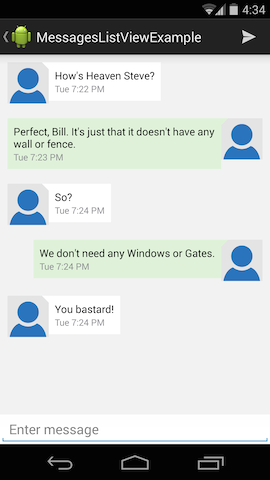 4:34
MessagesListViewExample
How's Heaven Steve?
Tue 7:22 PM
Perfect, Bill. It's just that it doesn't have any
wall or fence.
Tue 7:23 PM
So?
Tue 7:24 PM
We don't need any Windows or Gates.
Tue 7:24 PM
You bastard!
Tue 7:24 PM
Enter message